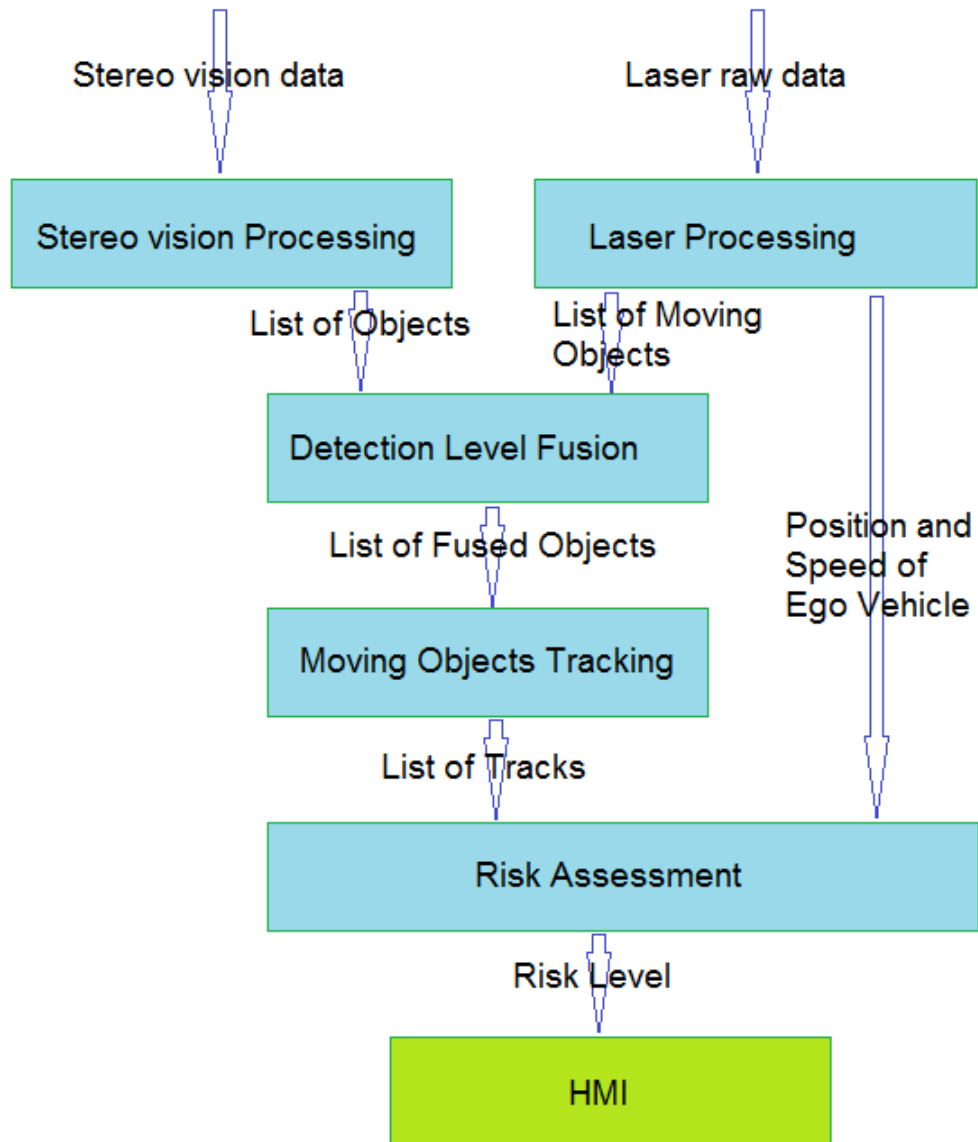 Stereo vision data
Laser raw data
Stereo vision Processing
Laser Processing
List of Objects
List of Moving
Objects
Detection Level Fusion
Position and
Speed of
Ego Vehicle
List of Fused Objects
Moving Objects Tracking
List of Tracks
Risk Assessment
Risk Level
HMI